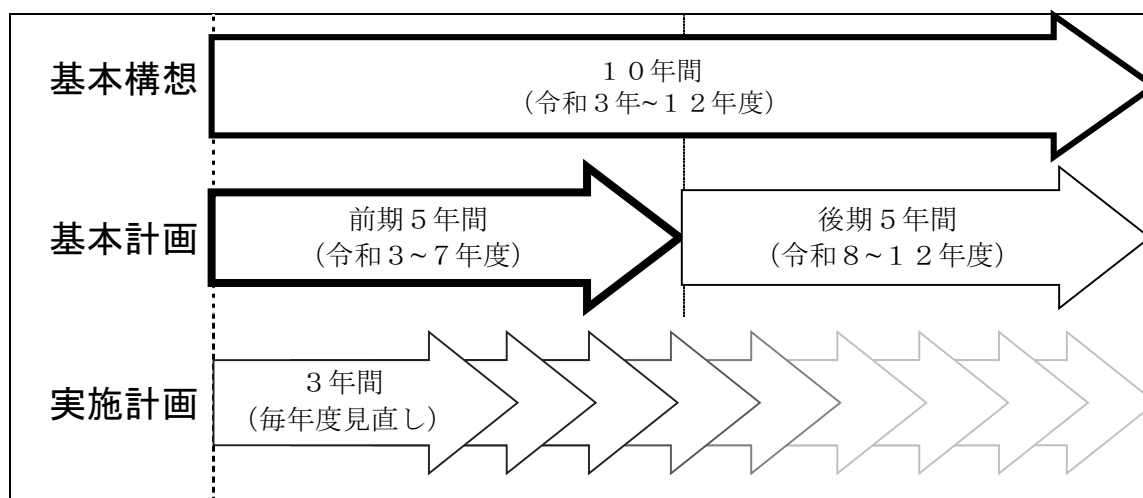 基本構想
１０年間
（令和３年~１２年度）
基本計画
前期５年間
（令和３~７年度）
後期５年間
（令和８~１２年度）
実施計画
３年間
（毎年度見直し）